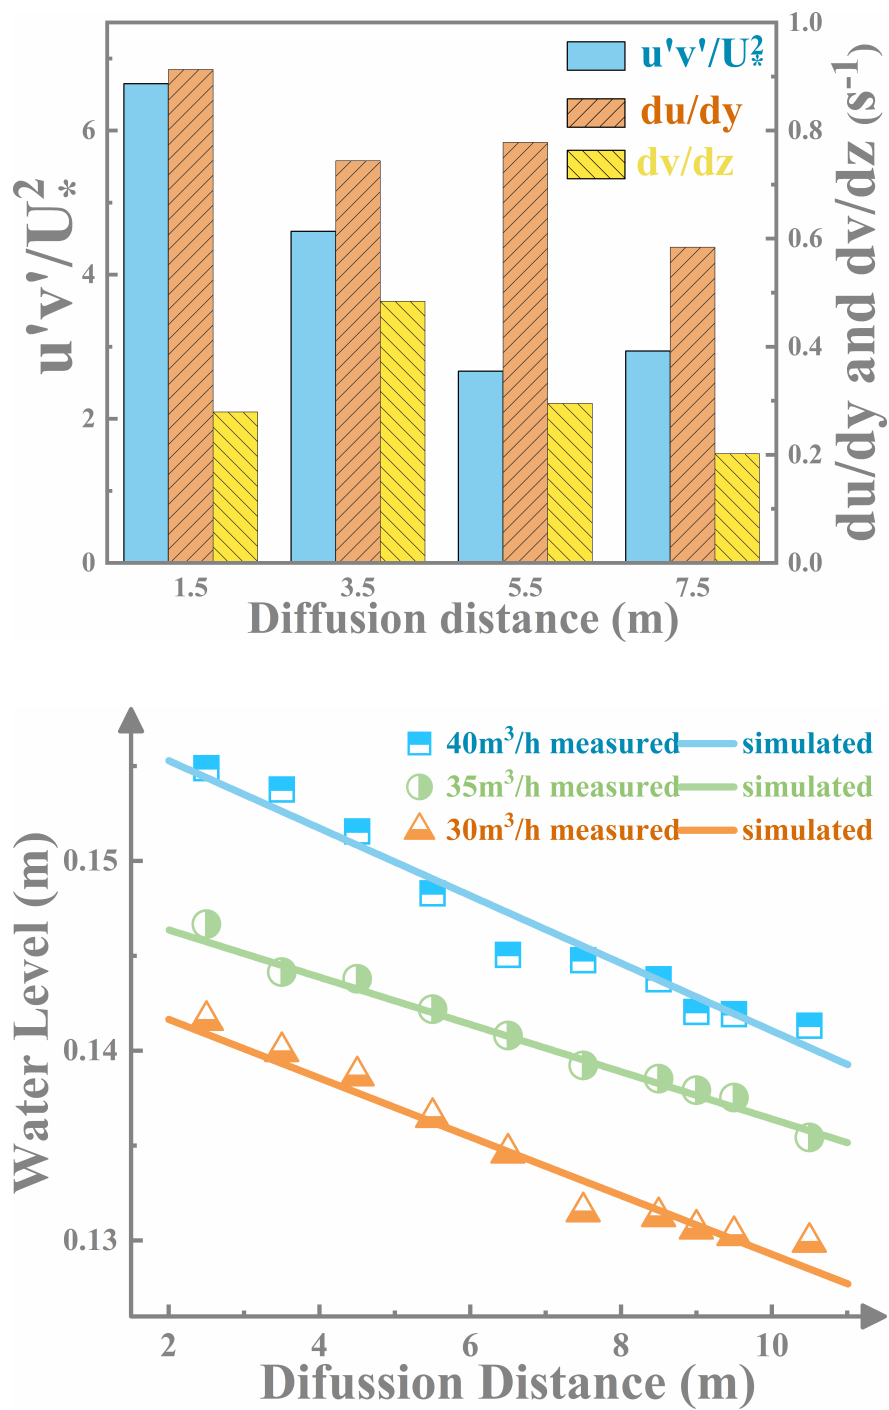 u'v'/U²*
du/dy
dv/dz
u'v'/U²*
0
2
4
6
0.0
0.2
0.4
0.6
0.8
1.0
du/dy and dv/dz (s⁻¹)
1.5 3.5 5.5 7.5
Diffusion distance (m)
40m³/h measured simulated
35m³/h measured simulated
30m³/h measured simulated
Water Level (m)
0.15
0.14
0.13
2 4 6 8 10
Difussion Distance (m)